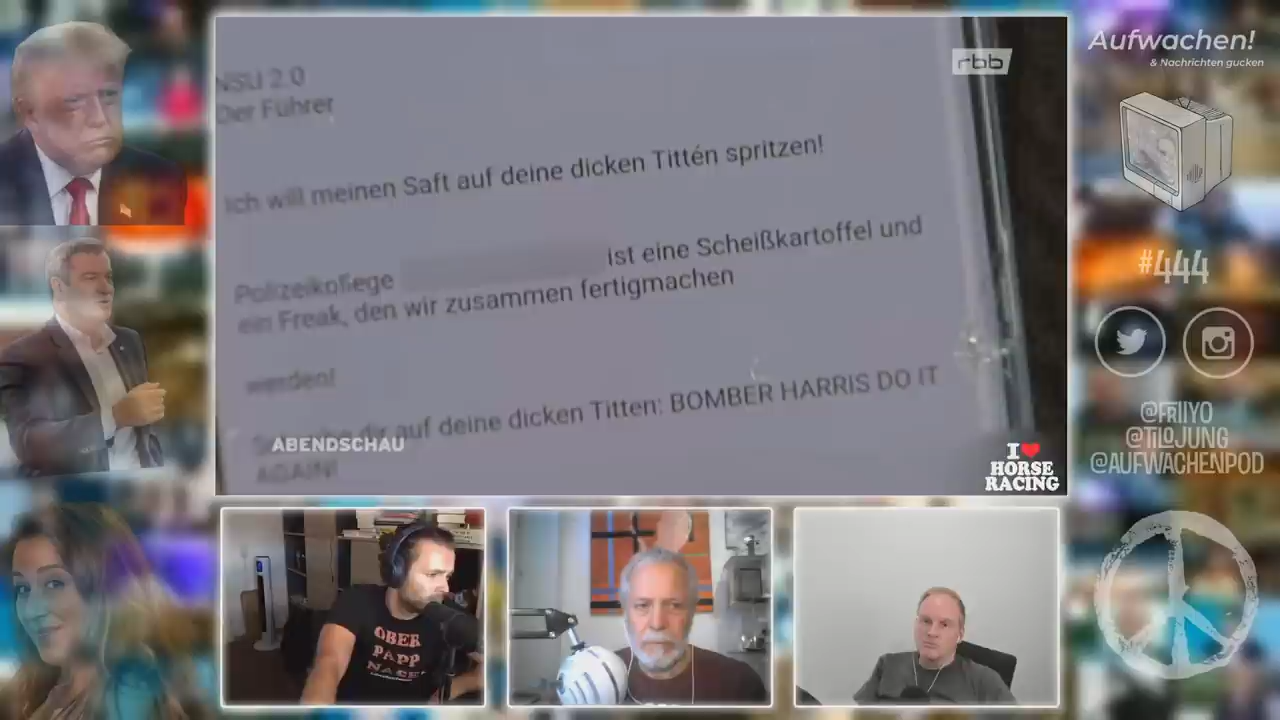 Aufwachen!
& Nachrichten gucken
rbb
NSU 2.0
Der Führer
Ich will meinen Saft auf deine dicken Tittén spritzen!
Polizeikollege
ist eine Scheißkartoffel und
ein Freak, den wir zusammen fertigmachen
werden!
dir auf deine dicken Titten: BOMBER HARRIS DO IT
AGAIN!
ABENDSCHAU
I
HORSE
RACING
#444
@FRIIYO
@TILOJUNG
@AUFWACHENPOD
OBER
PAPP
NASE